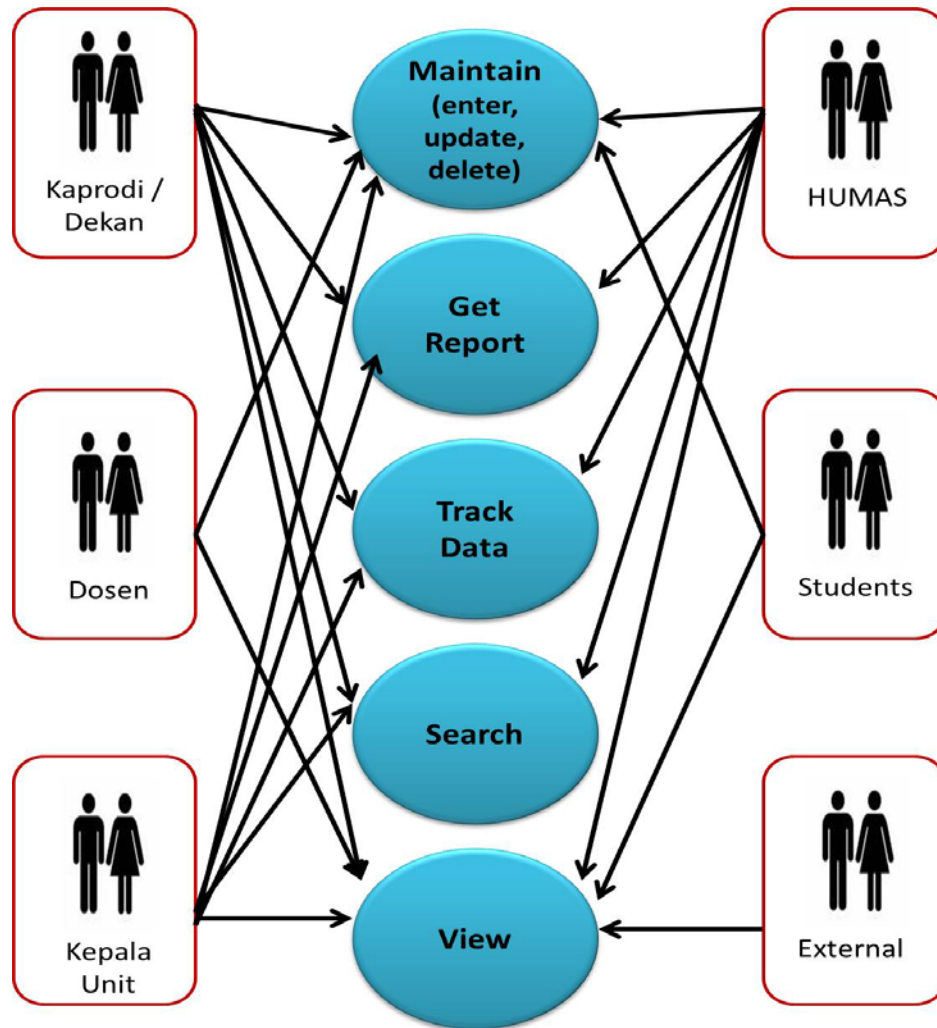 Kaprodi /
Dekan
Maintain
(enter,
update,
delete)
HUMAS
Get
Report
Dosen
Track
Data
Students
Search
Kepala
Unit
View
External